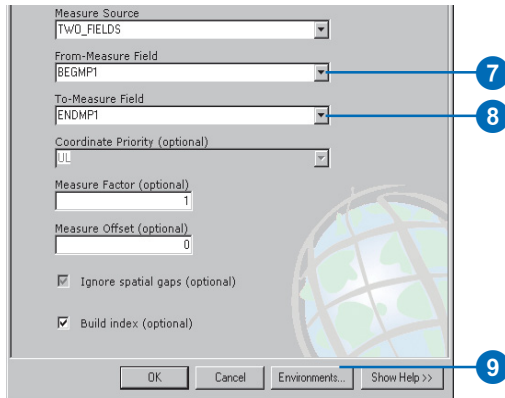 Measure Source
TWO_FIELDS
From-Measure Field
BEGMP1
7
To-Measure Field
ENDMP1
8
Coordinate Priority (optional)
UL
Measure Factor (optional)
1
Measure Offset (optional)
0
Ignore spatial gaps (optional)
Build index (optional)
9
OK Cancel Environments... Show Help >>